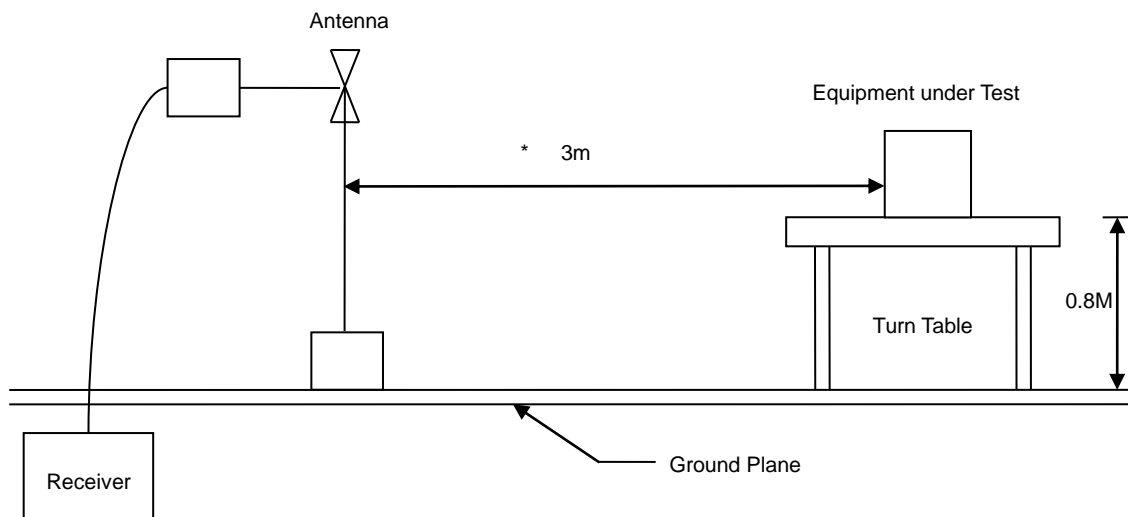 Antenna
Equipment under Test
* 3m
0.8M
Turn Table
Ground Plane
Receiver